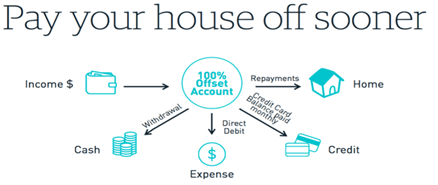 Pay your house off sooner
Income $
100%
Offset
Account
Repayments
Home
Withdrawal
Direct
Debit
Credit Card
Balance paid
monthly
Cash
$
Expense
Credit